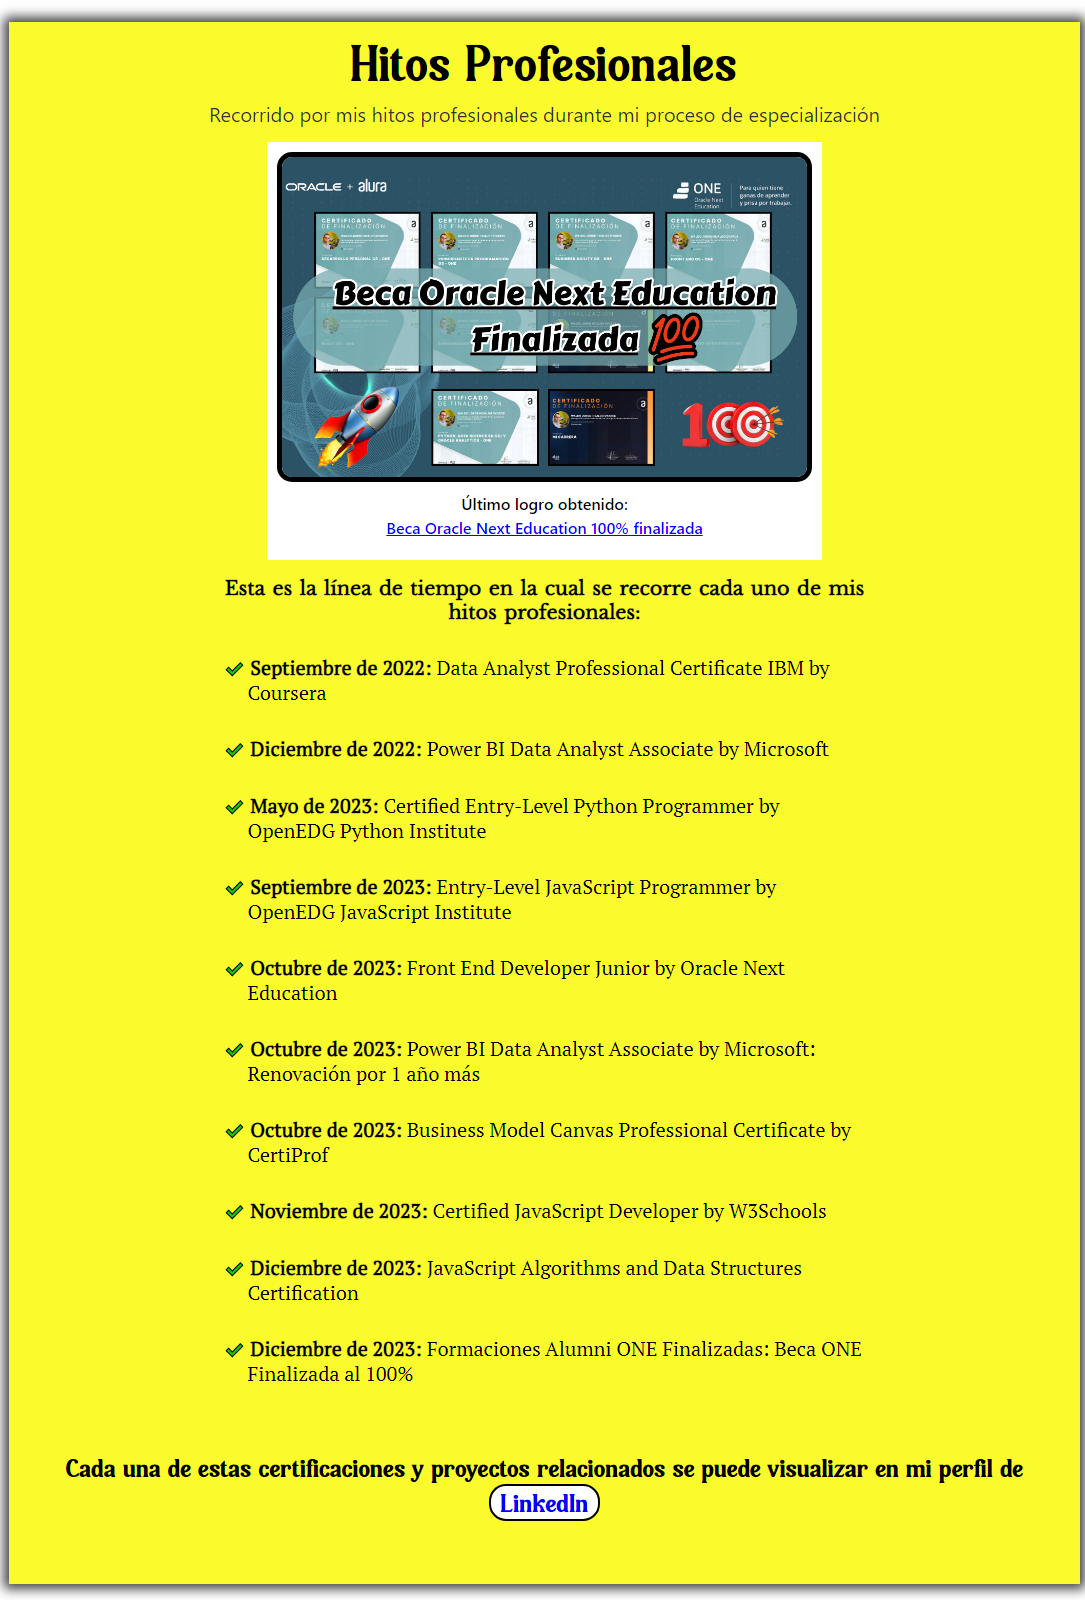 Hitos Profesionales
Recorrido por mis hitos profesionales durante mi proceso de especialización
ORACLE + alura
ONE
Oracle Next
Education
Para quien tiene
ganas de aprender
y prisa por trabajar.
CERTIFICADO
DE FINALIZACIÓN
CERTIFICADO
DE FINALIZACIÓN
CERTIFICADO
DE FINALIZACIÓN
CERTIFICADO
DE FINALIZACIÓN
Beca Oracle Next Education
Finalizada 💯
CERTIFICADO
DE FINALIZACIÓN
CERTIFICADO
DE FINALIZACIÓN
MI CARRERA
100
Último logro obtenido:
Beca Oracle Next Education 100% finalizada
Esta es la línea de tiempo en la cual se recorre cada uno de mis
hitos profesionales:
Septiembre de 2022: Data Analyst Professional Certificate IBM by
Coursera
Diciembre de 2022: Power BI Data Analyst Associate by Microsoft
Mayo de 2023: Certified Entry-Level Python Programmer by
OpenEDG Python Institute
Septiembre de 2023: Entry-Level JavaScript Programmer by
OpenEDG JavaScript Institute
Octubre de 2023: Front End Developer Junior by Oracle Next
Education
Octubre de 2023: Power BI Data Analyst Associate by Microsoft:
Renovación por 1 año más
Octubre de 2023: Business Model Canvas Professional Certificate by
CertiProf
Noviembre de 2023: Certified JavaScript Developer by W3Schools
Diciembre de 2023: JavaScript Algorithms and Data Structures
Certification
Diciembre de 2023: Formaciones Alumni ONE Finalizadas: Beca ONE
Finalizada al 100%
Cada una de estas certificaciones y proyectos relacionados se puede visualizar en mi perfil de
LinkedIn